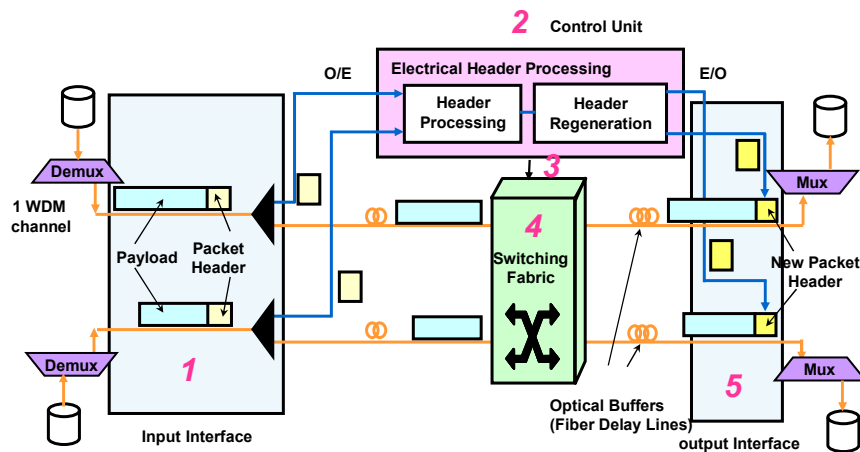 2 Control Unit
O/E
Electrical Header Processing
E/O
Header
Processing
Header
Regeneration
Demux
3
Mux
1 WDM
channel
Payload
Packet
Header
4
Switching
Fabric
New Packet
Header
Demux
1
5
Mux
Input Interface
Optical Buffers
(Fiber Delay Lines)
output Interface